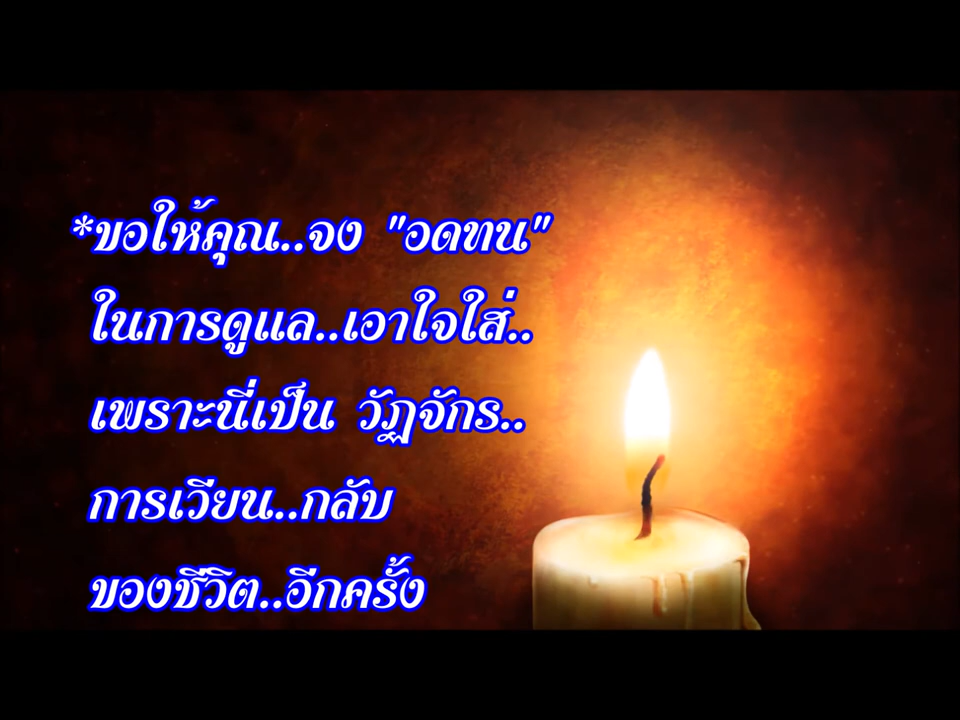 *ขอให้คุณ..จง "อดทน"
ในการดูแล..เอาใจใส่..
เพราะนี่เป็น วัฏจักร..
การเวียน..กลับ
ของชีวิต..อีกครั้ง